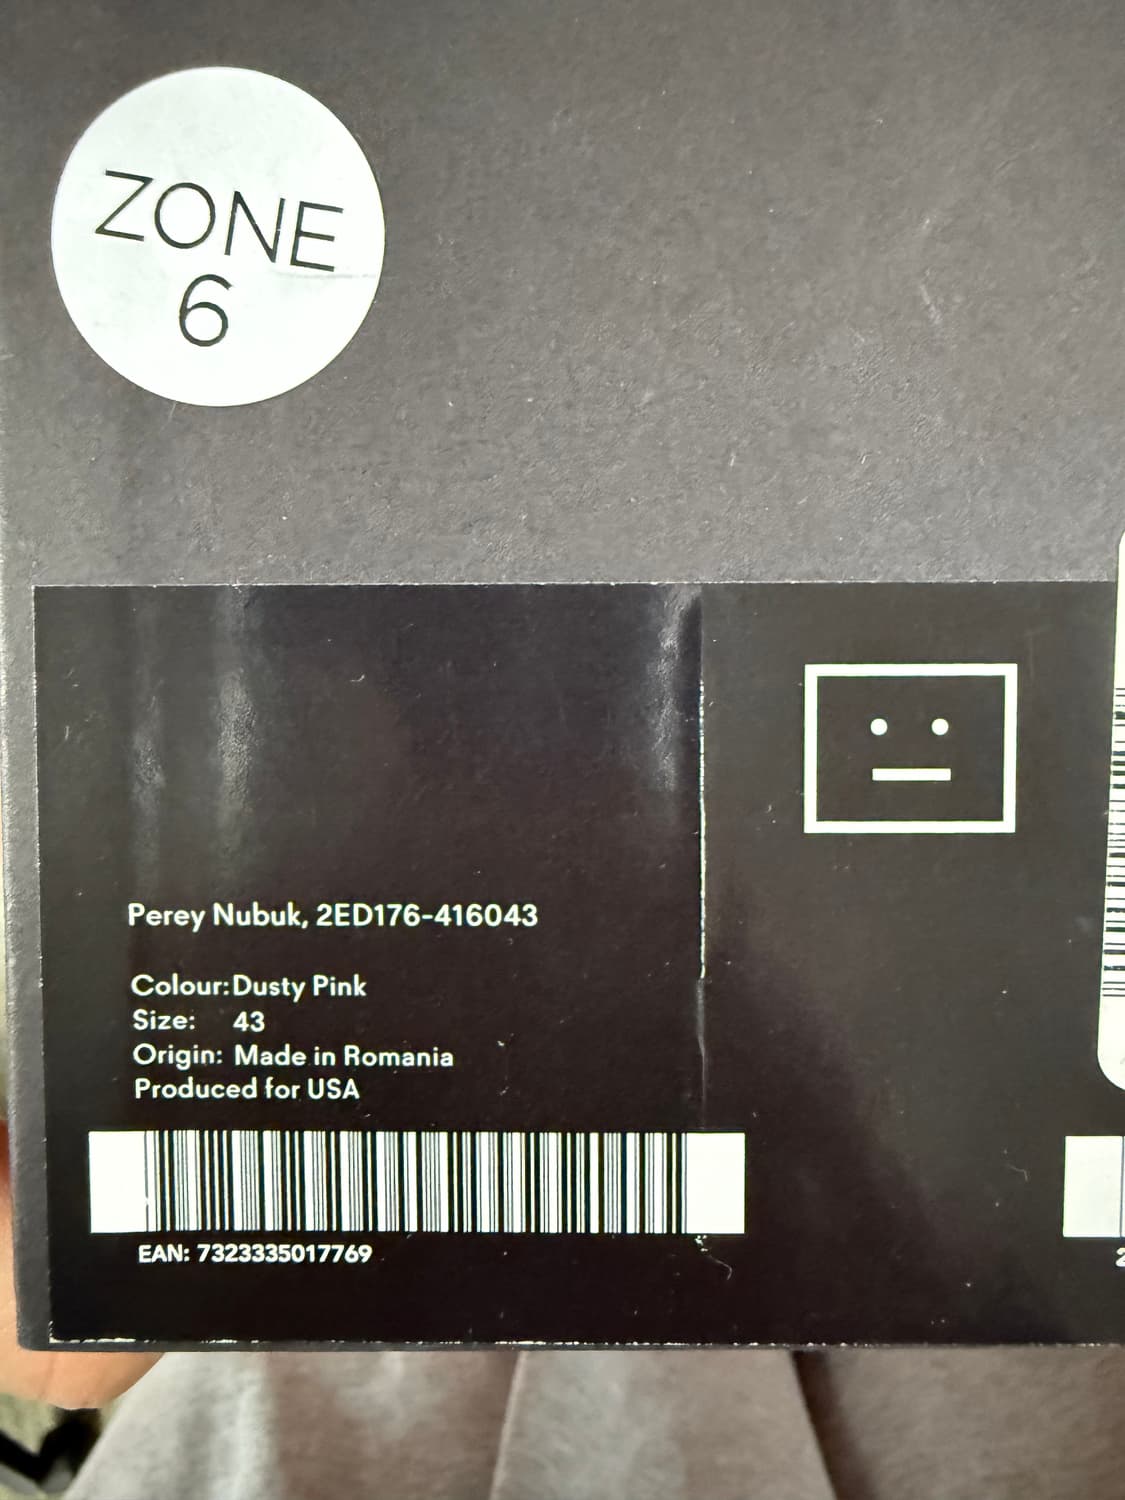 ZONE
6
Perey Nubuk, 2ED176-416043
Colour: Dusty Pink
Size: 43
Origin: Made in Romania
Produced for USA
EAN: 7323335017769
2